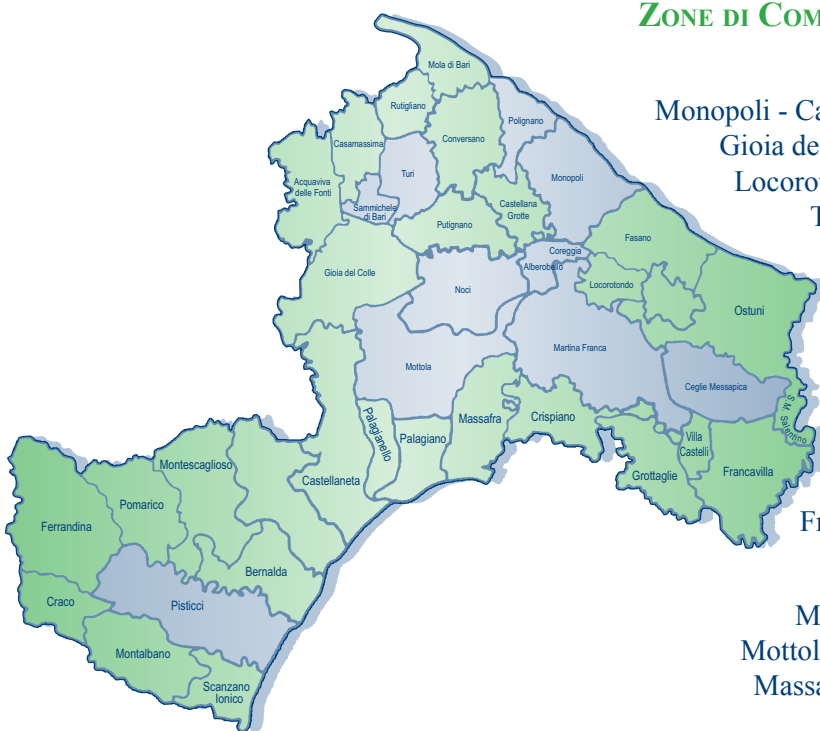 ZONE DI COM
Monopoli - Ca
Gioia de
Locoro
T
Fr
M
Mottol
Massa
Mola di Bari
Rutigliano
Polignano
Casamassima
Conversano
Turi
Monopoli
Acquaviva
delle Fonti
Sammichele
di Bari
Castellana
Grotte
Putignano
Fasano
Coreggia
Gioia del Colle
Alberobello
Locorotondo
Noci
Ostuni
Martina Franca
Mottola
Ceglie Messapica
S.M. Salentino
Palagianello
Massafra
Crispiano
Palagiano
Villa
Castelli
Montescaglioso
Castellaneta
Grottaglie
Francavilla
Pomarico
Ferrandina
Bernalda
Craco
Pisticci
Montalbano
Scanzano
Ionico